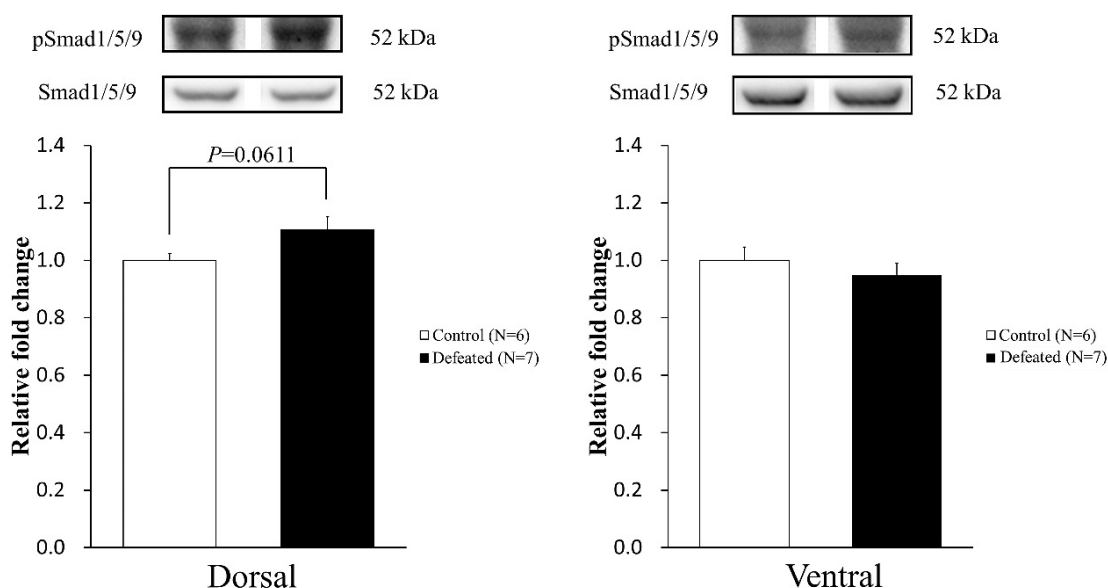 pSmad1/5/9 52 kDa
Smad1/5/9 52 kDa
1.4
1.2
1.0
0.8
0.6
0.4
0.2
0.0
Relative fold change
P=0.0611
Control (N=6)
Defeated (N=7)
Dorsal
pSmad1/5/9 52 kDa
Smad1/5/9 52 kDa
1.4
1.2
1.0
0.8
0.6
0.4
0.2
0.0
Relative fold change
Control (N=6)
Defeated (N=7)
Ventral